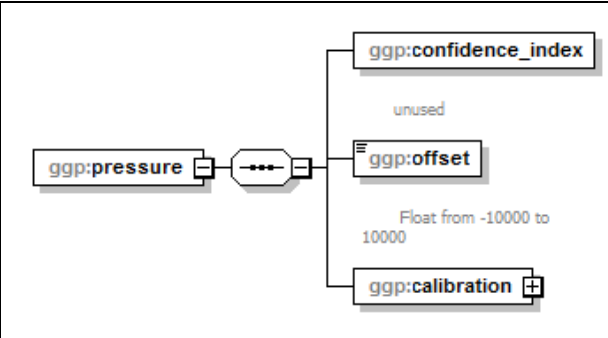 ggp:confidence_index
unused
ggp:pressure
ggp:offset
Float from -10000 to
10000
ggp:calibration